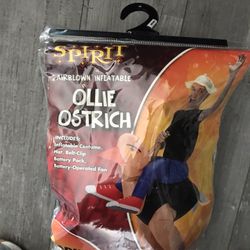 SPIRIT
AIRBLOWN INFLATABLE
OLLIE
OSTRICH
INCLUDES:
Inflatable Costume,
Hat, Belt-Clip
Battery Pack,
Battery-Operated Fan